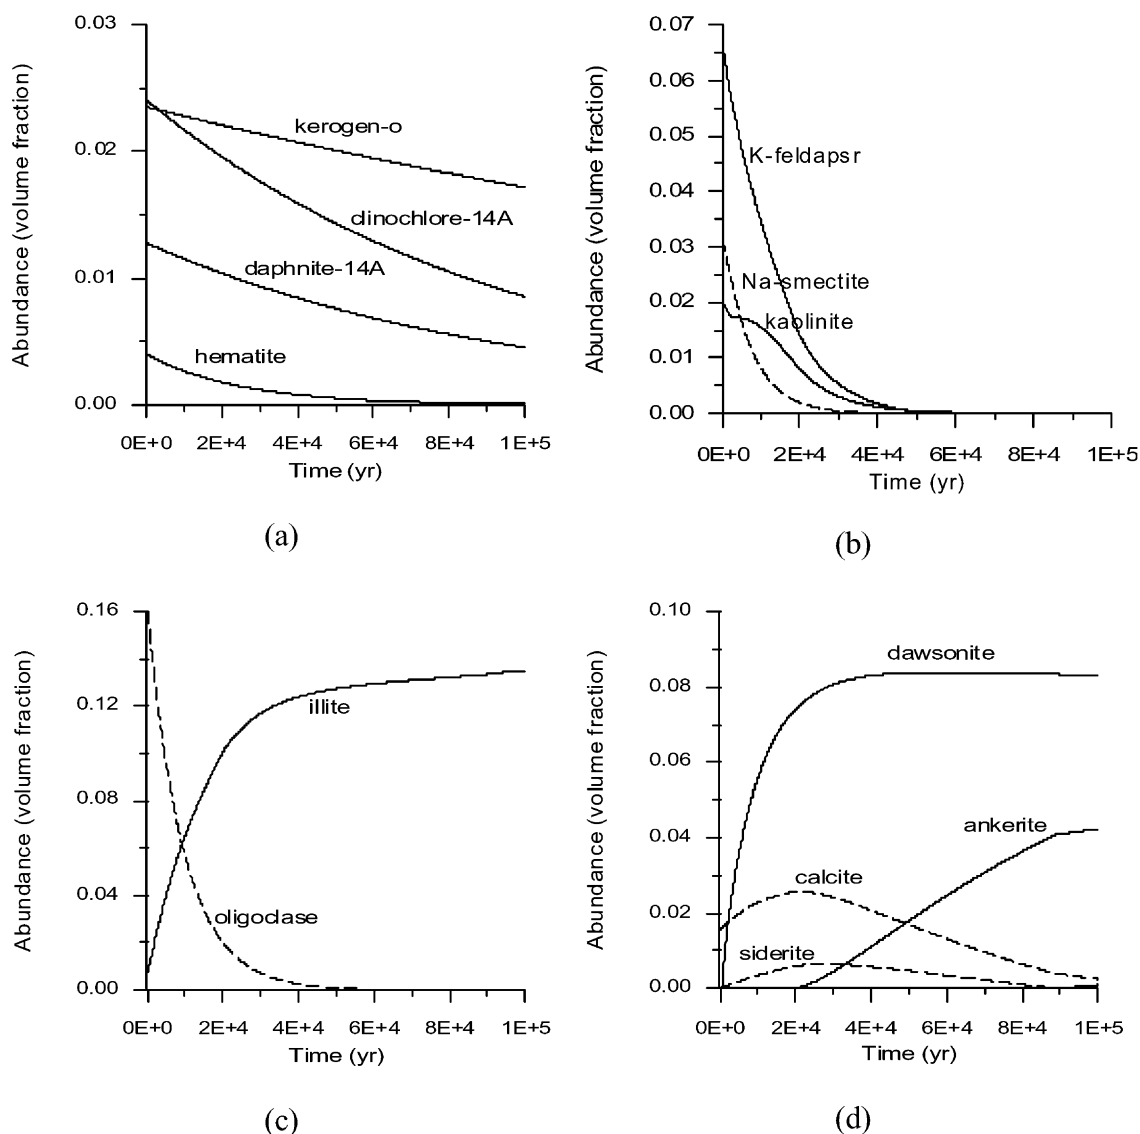 0.03
0.02
0.01
0.00
Abundance (volume fraction)
kerogen-o
clinochlore-14A
daphnite-14A
hematite
0E+0 2E+4 4E+4 6E+4 8E+4 1E+5
Time (yr)
(a)
0.07
0.06
0.05
0.04
0.03
0.02
0.01
0.00
Abundance (volume fraction)
K-feldapsr
Na-smectite
kaolinite
0E+0 2E+4 4E+4 6E+4 8E+4 1E+5
Time (yr)
(b)
0.16
0.12
0.08
0.04
0.00
Abundance (volume fraction)
illite
oligoclase
0E+0 2E+4 4E+4 6E+4 8E+4 1E+5
Time (yr)
(c)
0.10
0.08
0.06
0.04
0.02
0.00
Abundance (volume fraction)
dawsonite
ankerite
calcite
siderite
0E+0 2E+4 4E+4 6E+4 8E+4 1E+5
Time (yr)
(d)